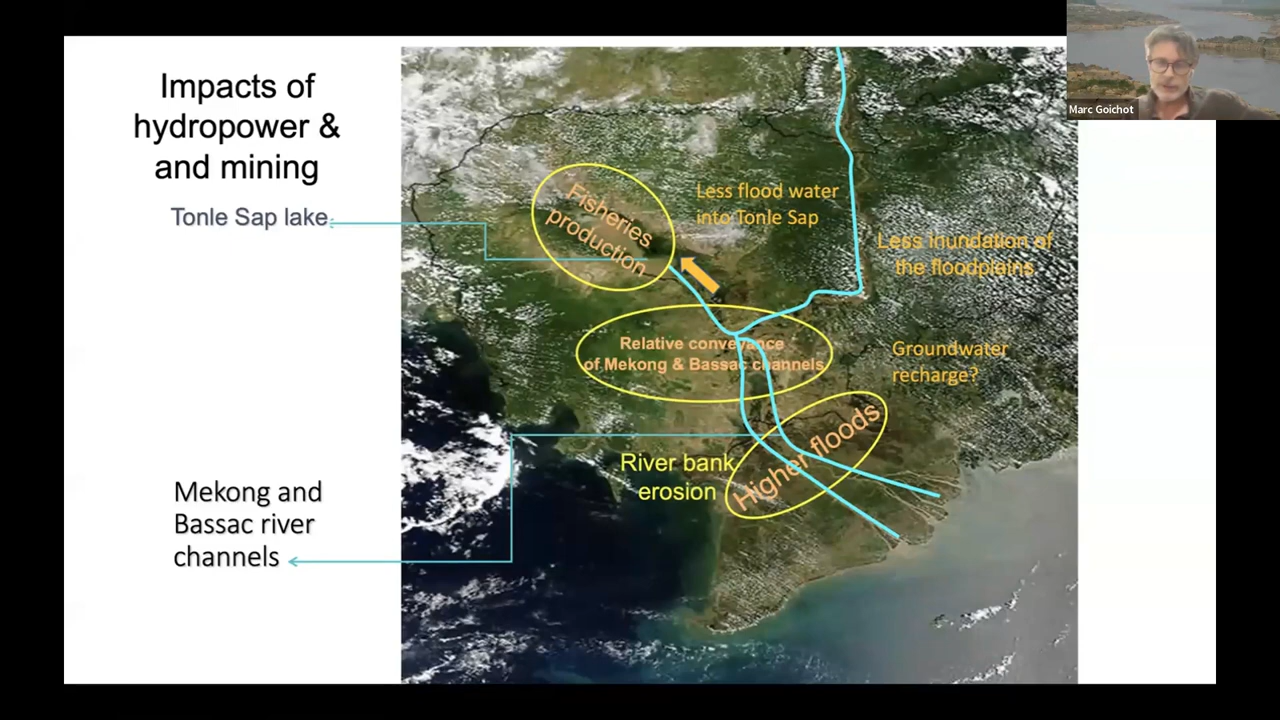 Impacts of
hydropower &
and mining
Tonle Sap lake
Mekong and
Bassac river
channels
Fisheries
production
Less flood water
into Tonle Sap
Less inundation of
the floodplains
Relative conveyance
of Mekong & Bassac channels
Groundwater
recharge?
River bank
erosion
Higher floods
Marc Goichot